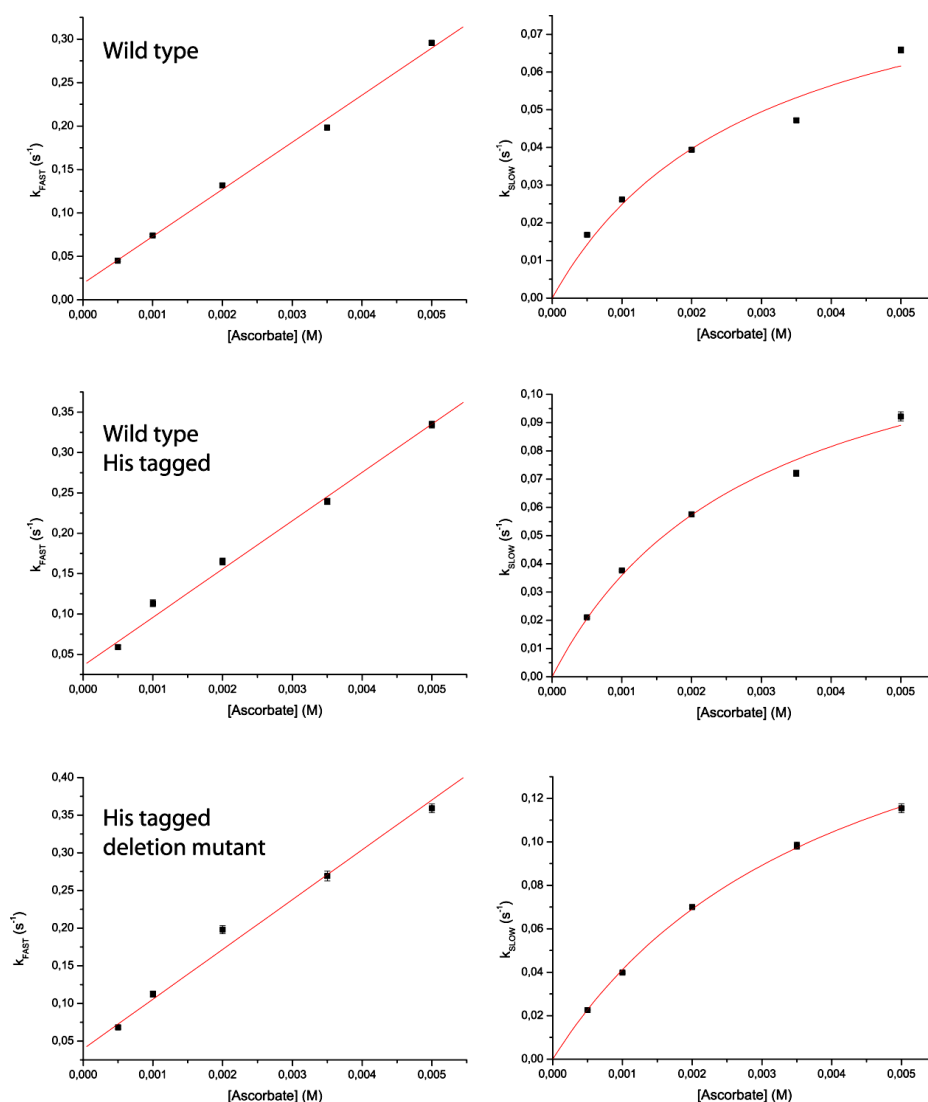 Wild type
k_FAST (s⁻¹)
0,30
0,25
0,20
0,15
0,10
0,05
0,00
0,000 0,001 0,002 0,003 0,004 0,005
[Ascorbate] (M)
k_SLOW (s⁻¹)
0,07
0,06
0,05
0,04
0,03
0,02
0,01
0,00
0,000 0,001 0,002 0,003 0,004 0,005
[Ascorbate] (M)
Wild type
His tagged
k_FAST (s⁻¹)
0,35
0,30
0,25
0,20
0,15
0,10
0,05
0,000 0,001 0,002 0,003 0,004 0,005
[Ascorbate] (M)
k_SLOW (s⁻¹)
0,10
0,09
0,08
0,07
0,06
0,05
0,04
0,03
0,02
0,01
0,00
0,000 0,001 0,002 0,003 0,004 0,005
[Ascorbate] (M)
His tagged
deletion mutant
k_FAST (s⁻¹)
0,40
0,35
0,30
0,25
0,20
0,15
0,10
0,05
0,000 0,001 0,002 0,003 0,004 0,005
[Ascorbate] (M)
k_SLOW (s⁻¹)
0,12
0,10
0,08
0,06
0,04
0,02
0,00
0,000 0,001 0,002 0,003 0,004 0,005
[Ascorbate] (M)